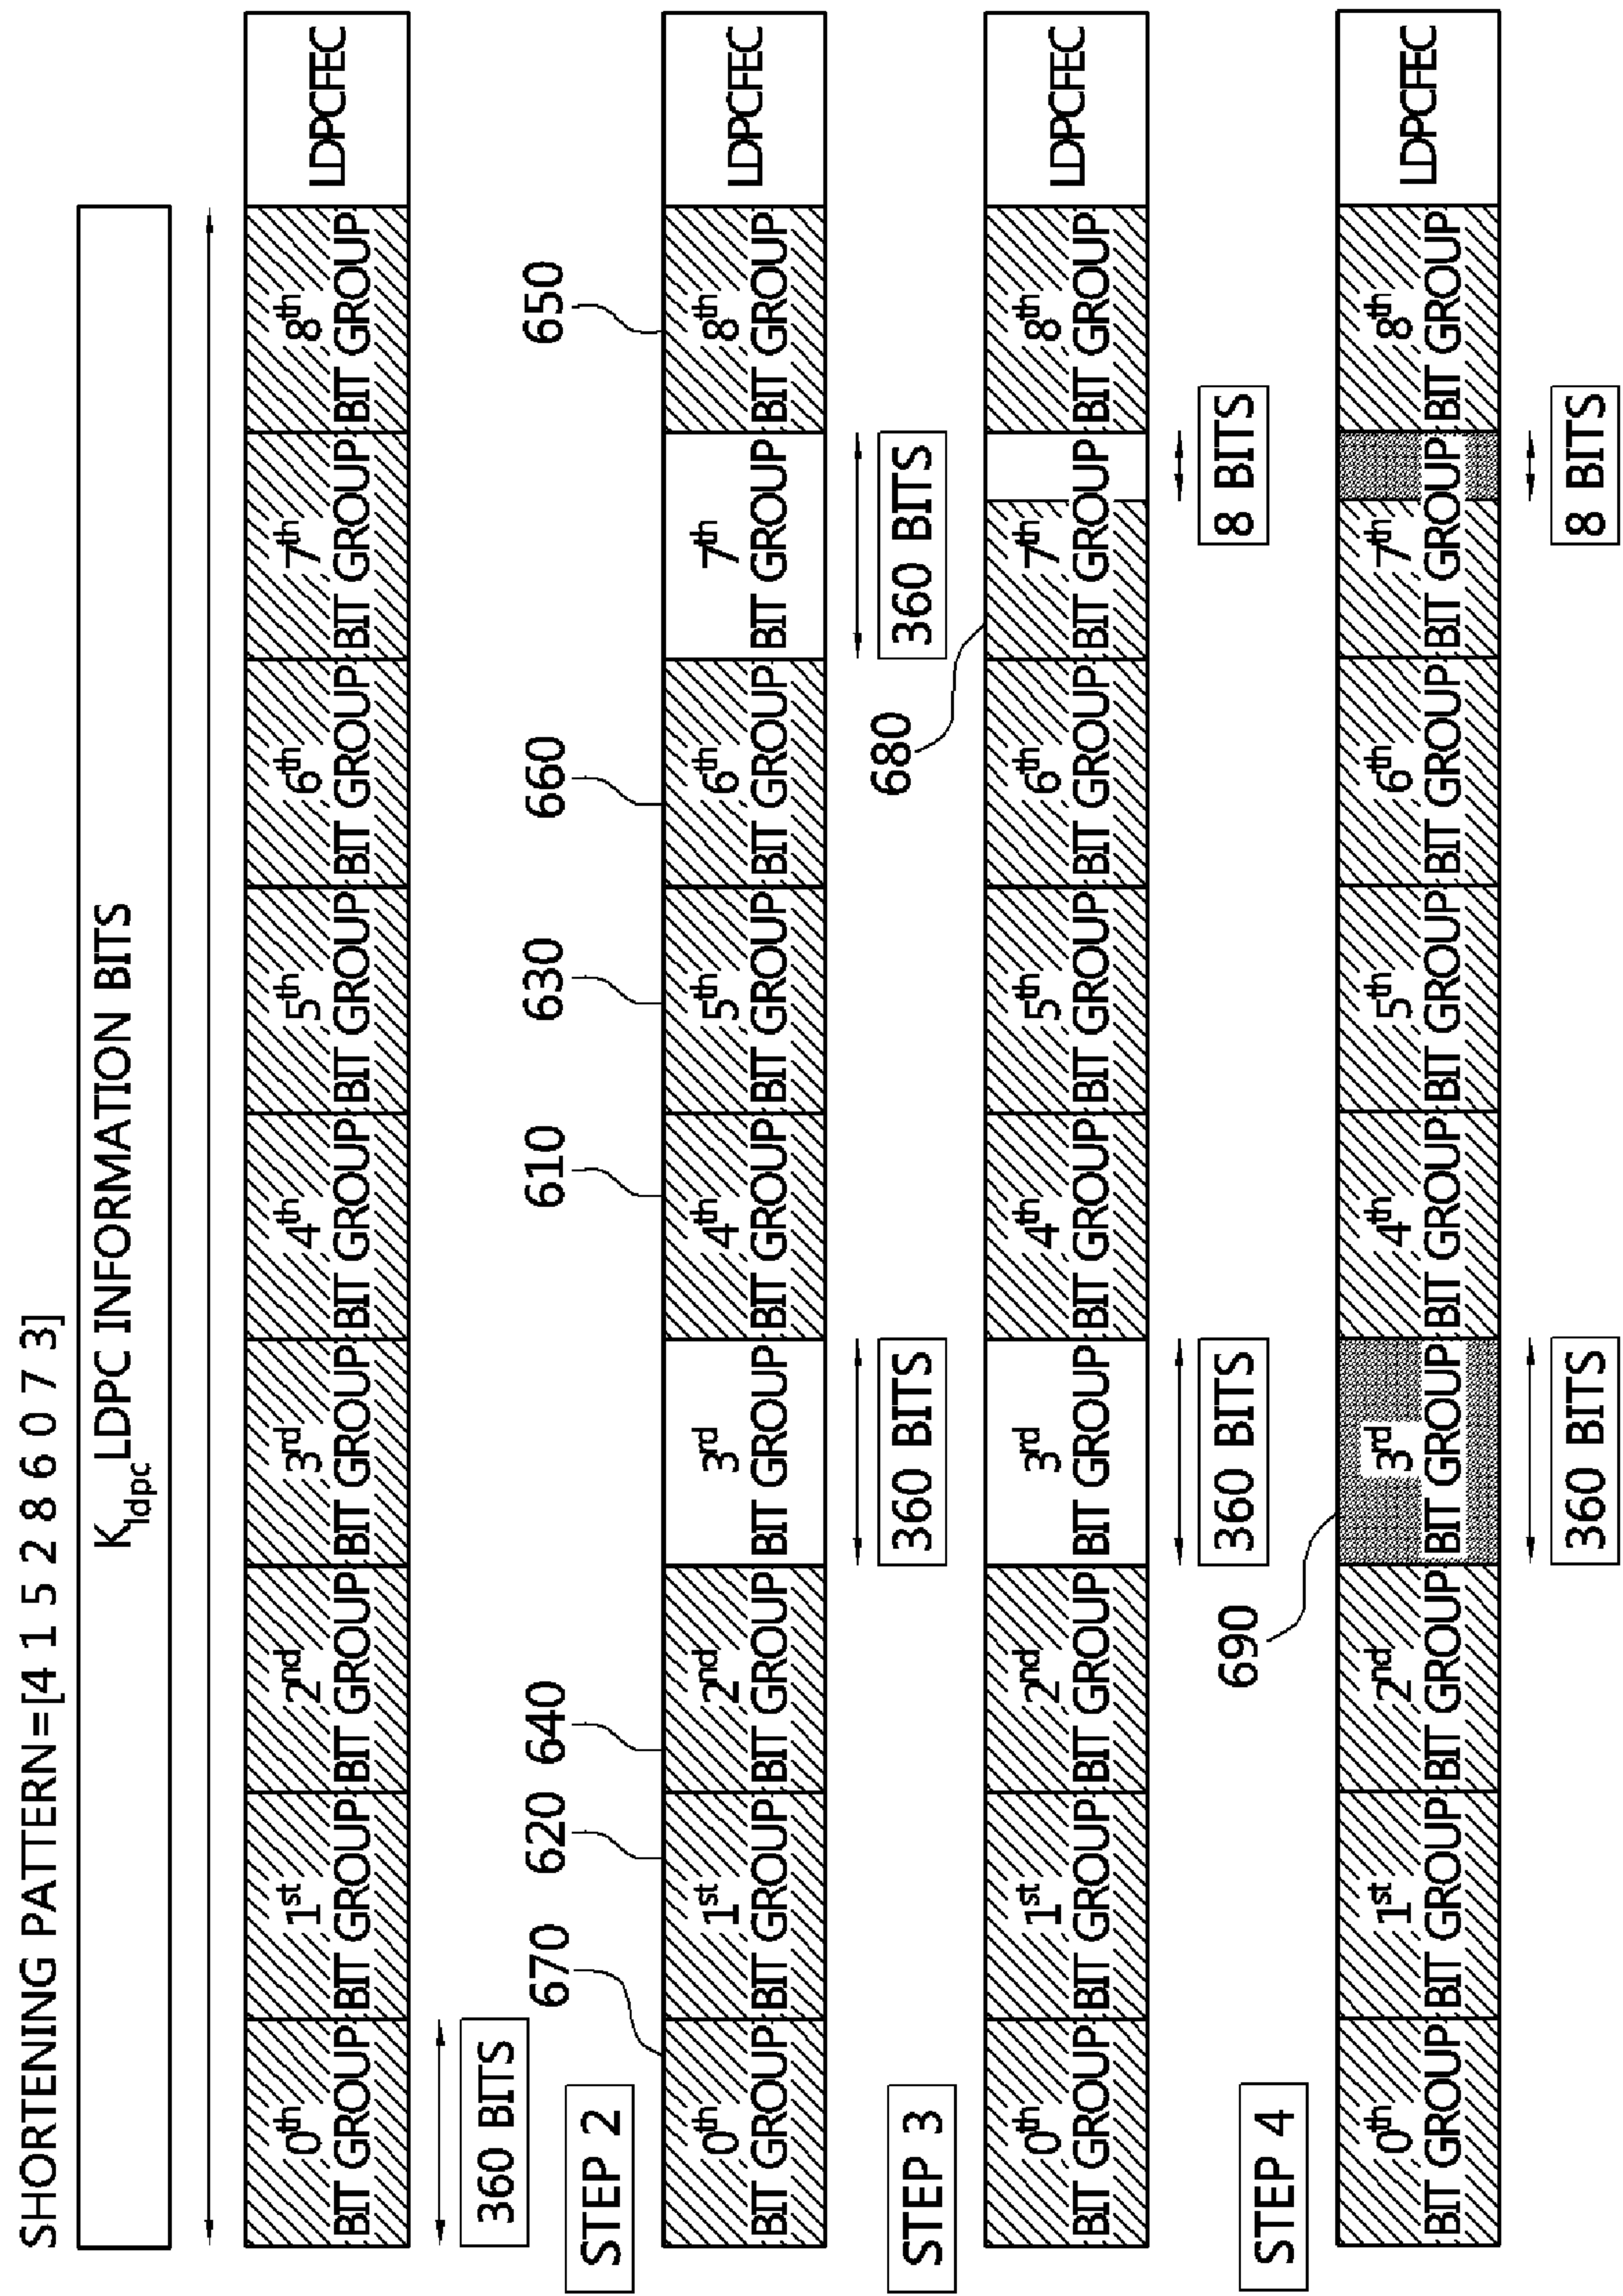 SHORTENING PATTERN=[4 1 5 2 8 6 0 7 3]
K_ldpc LDPC INFORMATION BITS
0th BIT GROUP 1st BIT GROUP 2nd BIT GROUP 3rd BIT GROUP 4th BIT GROUP 5th BIT GROUP 6th BIT GROUP 7th BIT GROUP 8th BIT GROUP LDPCFEC
360 BITS
STEP 2
670 620 640 610 630 660 650
0th BIT GROUP 1st BIT GROUP 2nd BIT GROUP 3rd BIT GROUP 4th BIT GROUP 5th BIT GROUP 6th BIT GROUP 7th BIT GROUP 8th BIT GROUP LDPCFEC
360 BITS 360 BITS
STEP 3
680
0th BIT GROUP 1st BIT GROUP 2nd BIT GROUP 3rd BIT GROUP 4th BIT GROUP 5th BIT GROUP 6th BIT GROUP 7th BIT GROUP 8th BIT GROUP LDPCFEC
360 BITS 8 BITS
STEP 4
690
0th BIT GROUP 1st BIT GROUP 2nd BIT GROUP 3rd BIT GROUP 4th BIT GROUP 5th BIT GROUP 6th BIT GROUP 7th BIT GROUP 8th BIT GROUP LDPCFEC
360 BITS 8 BITS